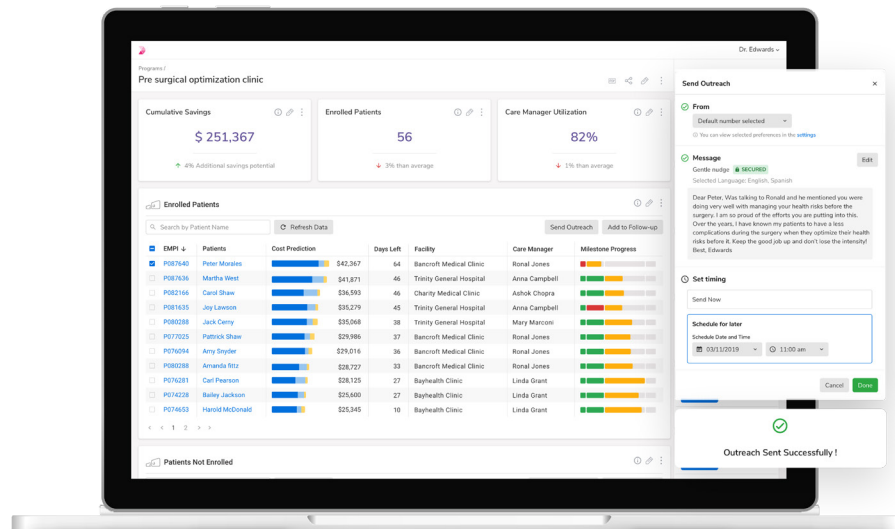 Dr. Edwards
Programs /
Pre surgical optimization clinic
Cumulative Savings
$ 251,367
4% Additional savings potential
Enrolled Patients
56
3% than average
Care Manager Utilization
82%
1% than average
Enrolled Patients
Search by Patient Name
Refresh Data
Send Outreach
Add to Follow-up
EMPI Patients Cost Prediction Days Left Facility Care Manager Milestone Progress
P087640 Peter Morales $42,367 64 Bancroft Medical Clinic Ronal Jones
P087636 Martha West $41,871 46 Trinity General Hospital Anna Campbell
P082166 Carol Shaw $36,593 46 Charity Medical Clinic Ashok Chopra
P081635 Joy Lawson $35,279 45 Trinity General Hospital Anna Campbell
P080288 Jack Cerny $35,068 38 Trinity General Hospital Mary Marconi
P077025 Pattrick Shaw $29,986 37 Bancroft Medical Clinic Ronal Jones
P076094 Amy Snyder $29,016 36 Bancroft Medical Clinic Ronal Jones
P080288 Amanda fittz $28,727 33 Bancroft Medical Clinic Ronal Jones
P076281 Carl Pearson $28,125 27 Bayhealth Clinic Linda Grant
P074228 Bailey Jackson $25,600 27 Bayhealth Clinic Linda Grant
P074653 Harold McDonald $25,345 10 Bayhealth Clinic Linda Grant
1 2
Patients Not Enrolled
Send Outreach
From
Default number selected
You can view selected preferences in the settings
Message
Edit
Gentle nudge SECURED
Selected Language: English, Spanish
Dear Peter, Was talking to Ronald and he mentioned you were
doing very well with managing your health risks before the
surgery. I am so proud of the efforts you are putting into this.
Over the years, I have known my patients to have a less
complications during the surgery when they optimize their health
risks before it. Keep the good job up and don't lose the intensity!
Best, Edwards
Set timing
Send Now
Schedule for later
Schedule Date and Time
03/11/2019
11:00 am
Cancel
Done
Outreach Sent Successfully !